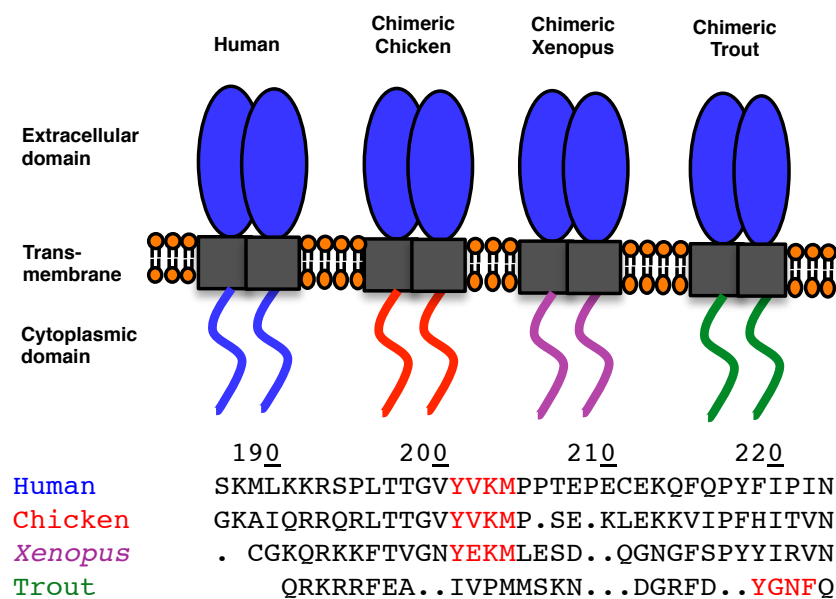 Human
Chimeric
Chicken
Chimeric
Xenopus
Chimeric
Trout
Extracellular
domain
Trans-
membrane
Cytoplasmic
domain
190 200 210 220
Human SKMLKKRSPLTTGVYVKMPPTEPECEKQFQPYFIPIN
Chicken GKAIQRRQRLTTGVYVKMP.SE.KLEKKVIPFHITVN
Xenopus . CGKQRKKFTVGNYEKMLESD..QGNGFSPYYIRVN
Trout QRKRRFEA..IVPMMSKN...DGRFD..YGNFQ